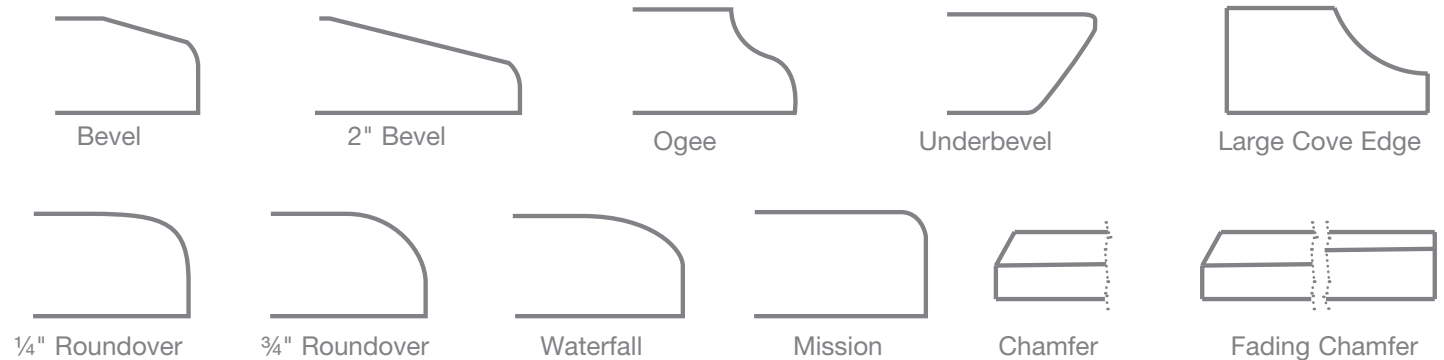 Bevel
2" Bevel
Ogee
Underbevel
Large Cove Edge
¼" Roundover
¾" Roundover
Waterfall
Mission
Chamfer
Fading Chamfer